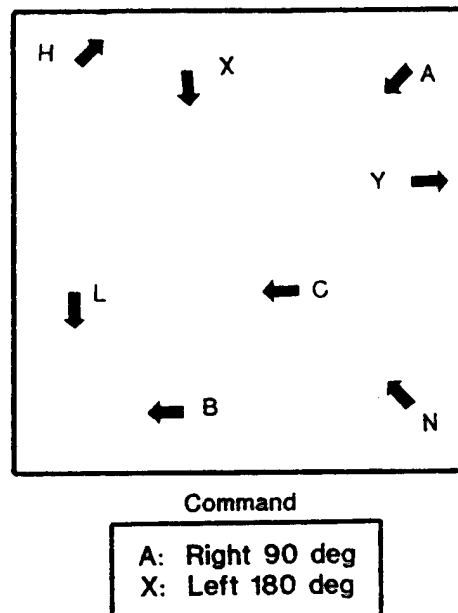 H
X
A
Y
L
C
B
N
Command
A: Right 90 deg
X: Left 180 deg